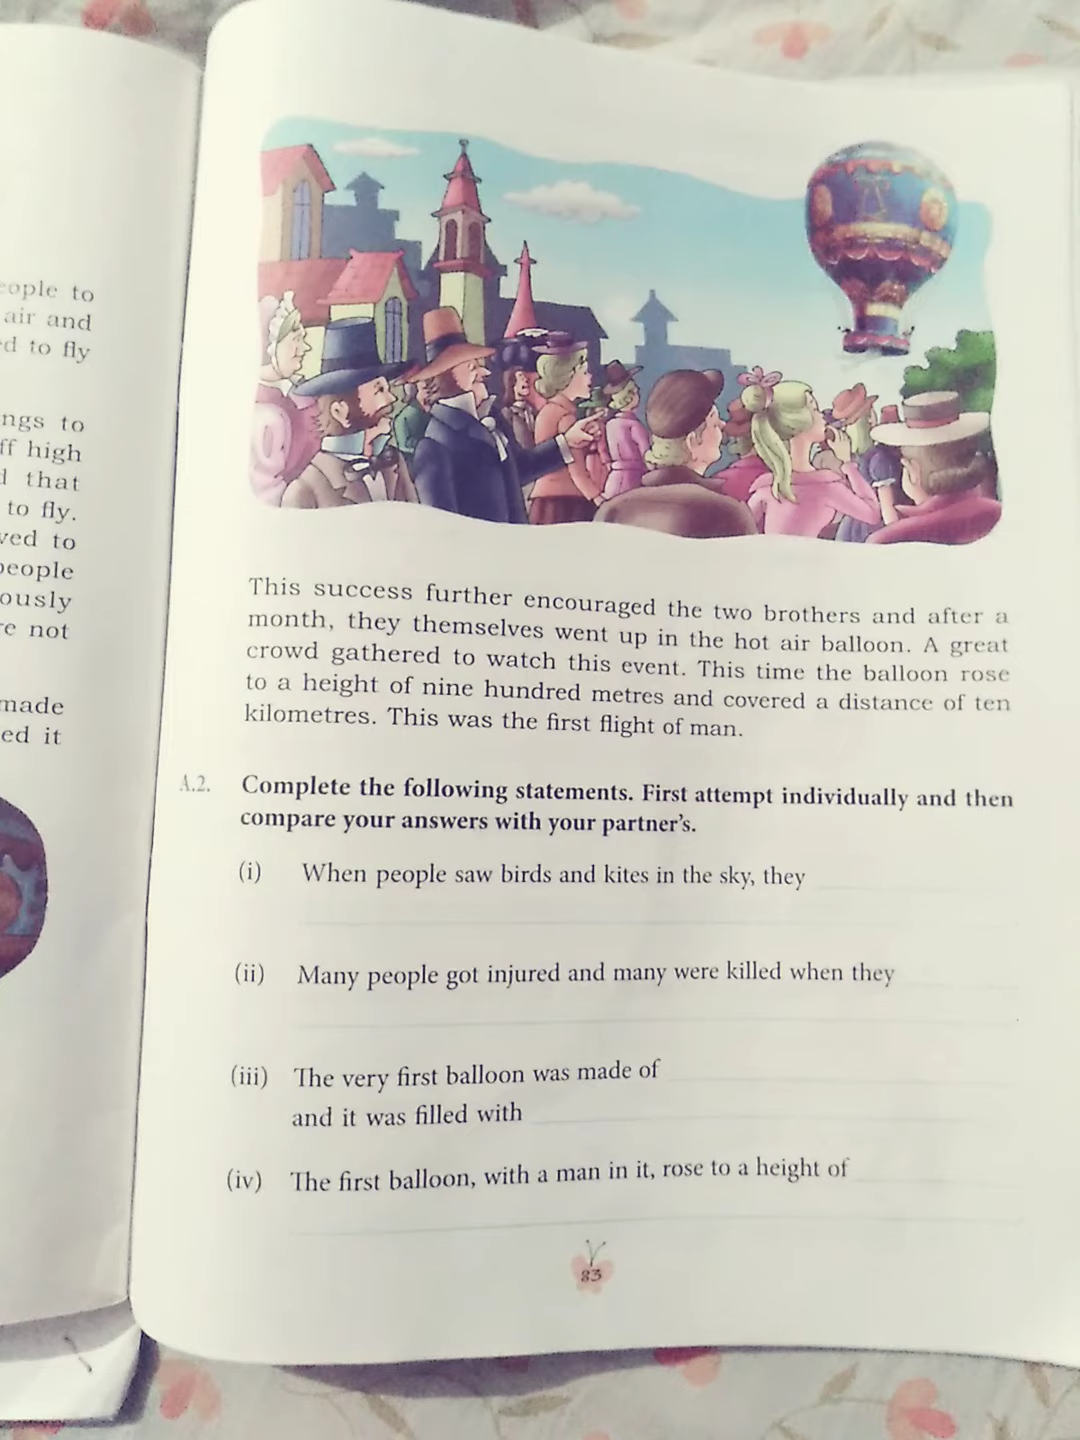 eople to
air and
d to fly
ngs to
ff high
d that
to fly.
ved to
people
ously
re not
made
ed it
This success further encouraged the two brothers and after a
month, they themselves went up in the hot air balloon. A great
crowd gathered to watch this event. This time the balloon rose
to a height of nine hundred metres and covered a distance of ten
kilometres. This was the first flight of man.
A.2. Complete the following statements. First attempt individually and then
compare your answers with your partner's.
(i) When people saw birds and kites in the sky, they
(ii) Many people got injured and many were killed when they
(iii) The very first balloon was made of
and it was filled with
(iv) The first balloon, with a man in it, rose to a height of
83